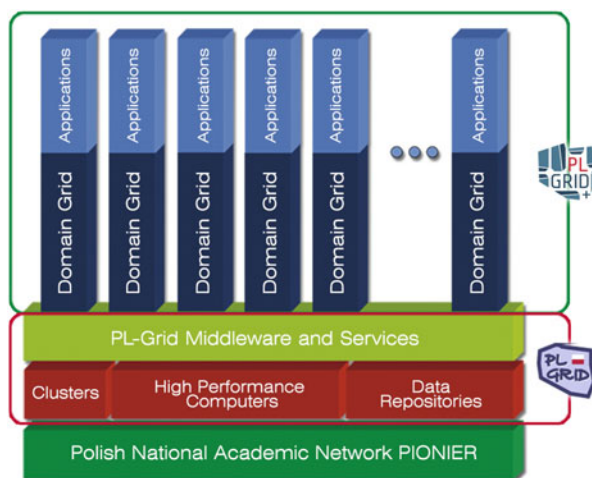 Applications
Applications
Applications
Applications
Applications
Applications
Domain Grid
Domain Grid
Domain Grid
Domain Grid
Domain Grid
Domain Grid
PL
GRID
+
PL-Grid Middleware and Services
PL
GRID
Clusters
High Performance
Computers
Data
Repositories
Polish National Academic Network PIONIER